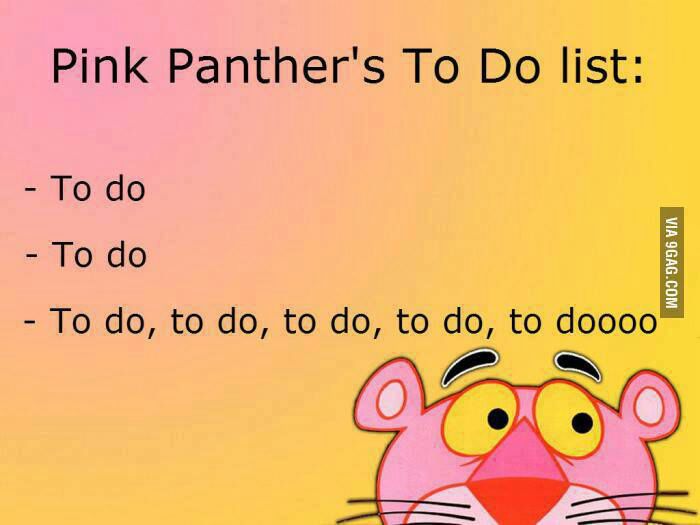 Pink Panther's To Do list:
- To do
- To do
- To do, to do, to do, to do, to doooo
VIA 9GAG.COM